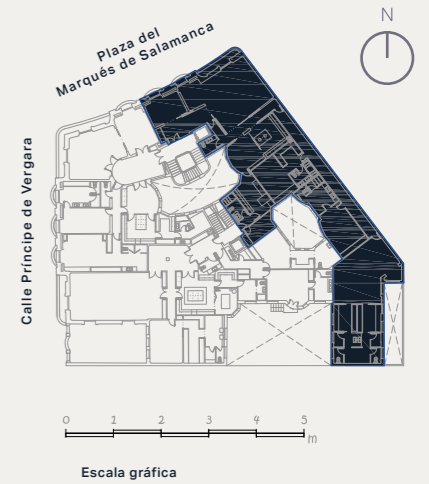 N
Plaza del
Marqués de Salamanca
Calle Príncipe de Vergara
0 1 2 3 4 5
m
Escala gráfica